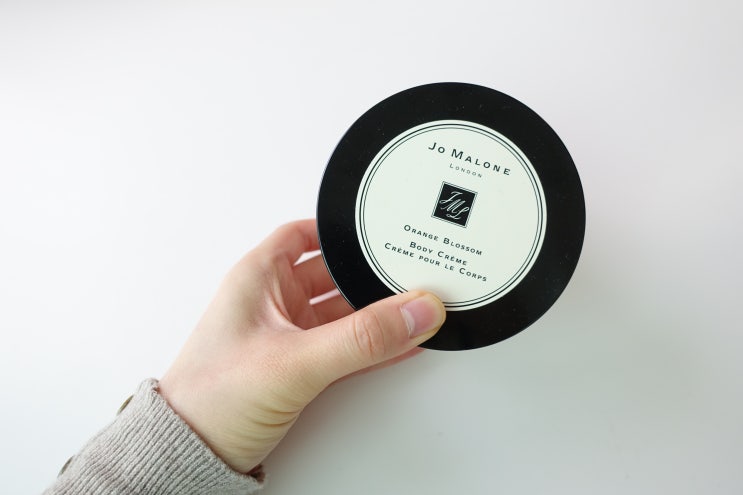 Jo Malone
London
JML
Orange Blossom
Body Crème
Crème pour le Corps